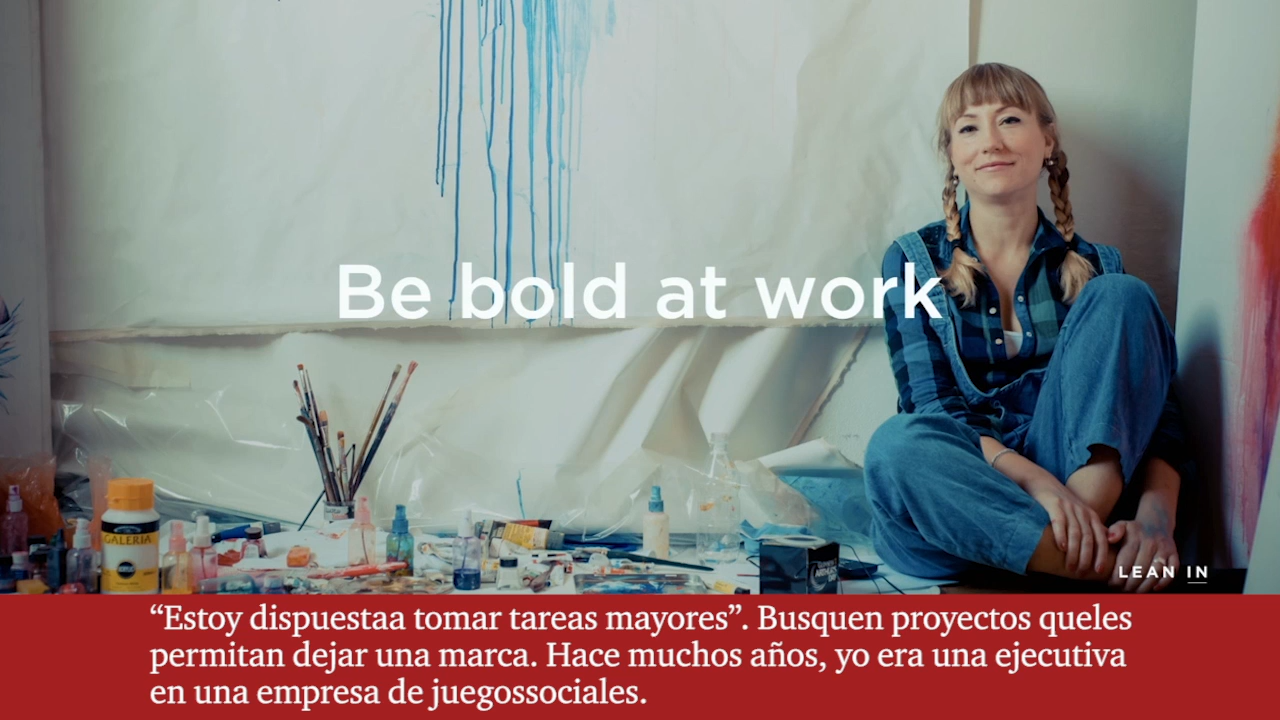 Be bold at work
GALERIA
LEAN IN
“Estoy dispuestaa tomar tareas mayores”. Busquen proyectos queles
permitan dejar una marca. Hace muchos años, yo era una ejecutiva
en una empresa de juegossociales.